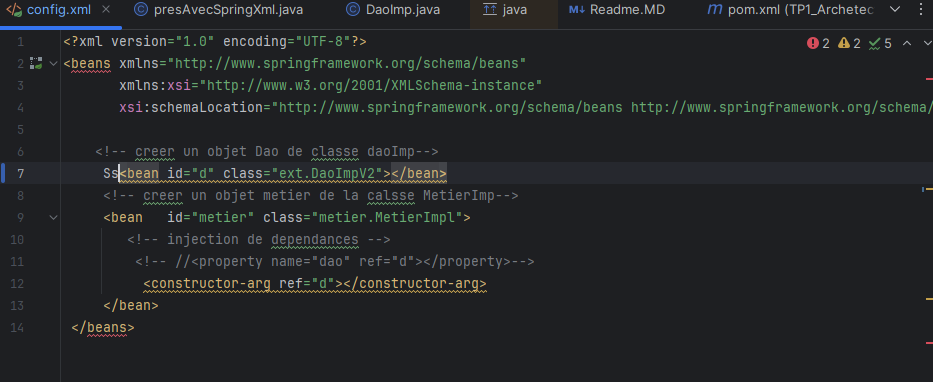 config.xml presAvecSpringXml.java DaoImp.java java Readme.MD pom.xml (TP1_Archetec
1 <?xml version="1.0" encoding="UTF-8"?> 2 2 5
2 <beans xmlns="http://www.springframework.org/schema/beans"
3 xmlns:xsi="http://www.w3.org/2001/XMLSchema-instance"
4 xsi:schemaLocation="http://www.springframework.org/schema/beans http://www.springframework.org/schema/
5
6 <!-- creer un objet Dao de classe daoImp-->
7 Ss<bean id="d" class="ext.DaoImpV2"></bean>
8 <!-- creer un objet metier de la calsse MetierImp-->
9 <bean id="metier" class="metier.MetierImpl">
10 <!-- injection de dependances -->
11 <!-- //<property name="dao" ref="d"></property>-->
12 <constructor-arg ref="d"></constructor-arg>
13 </bean>
14 </beans>